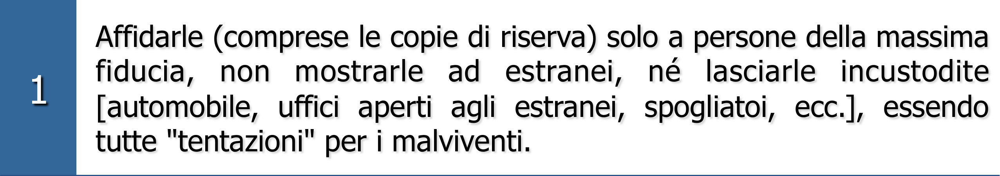 1
Affidarle (comprese le copie di riserva) solo a persone della massima
fiducia, non mostrarle ad estranei, né lasciarle incustodite
[automobile, uffici aperti agli estranei, spogliatoi, ecc.], essendo
tutte "tentazioni" per i malviventi.